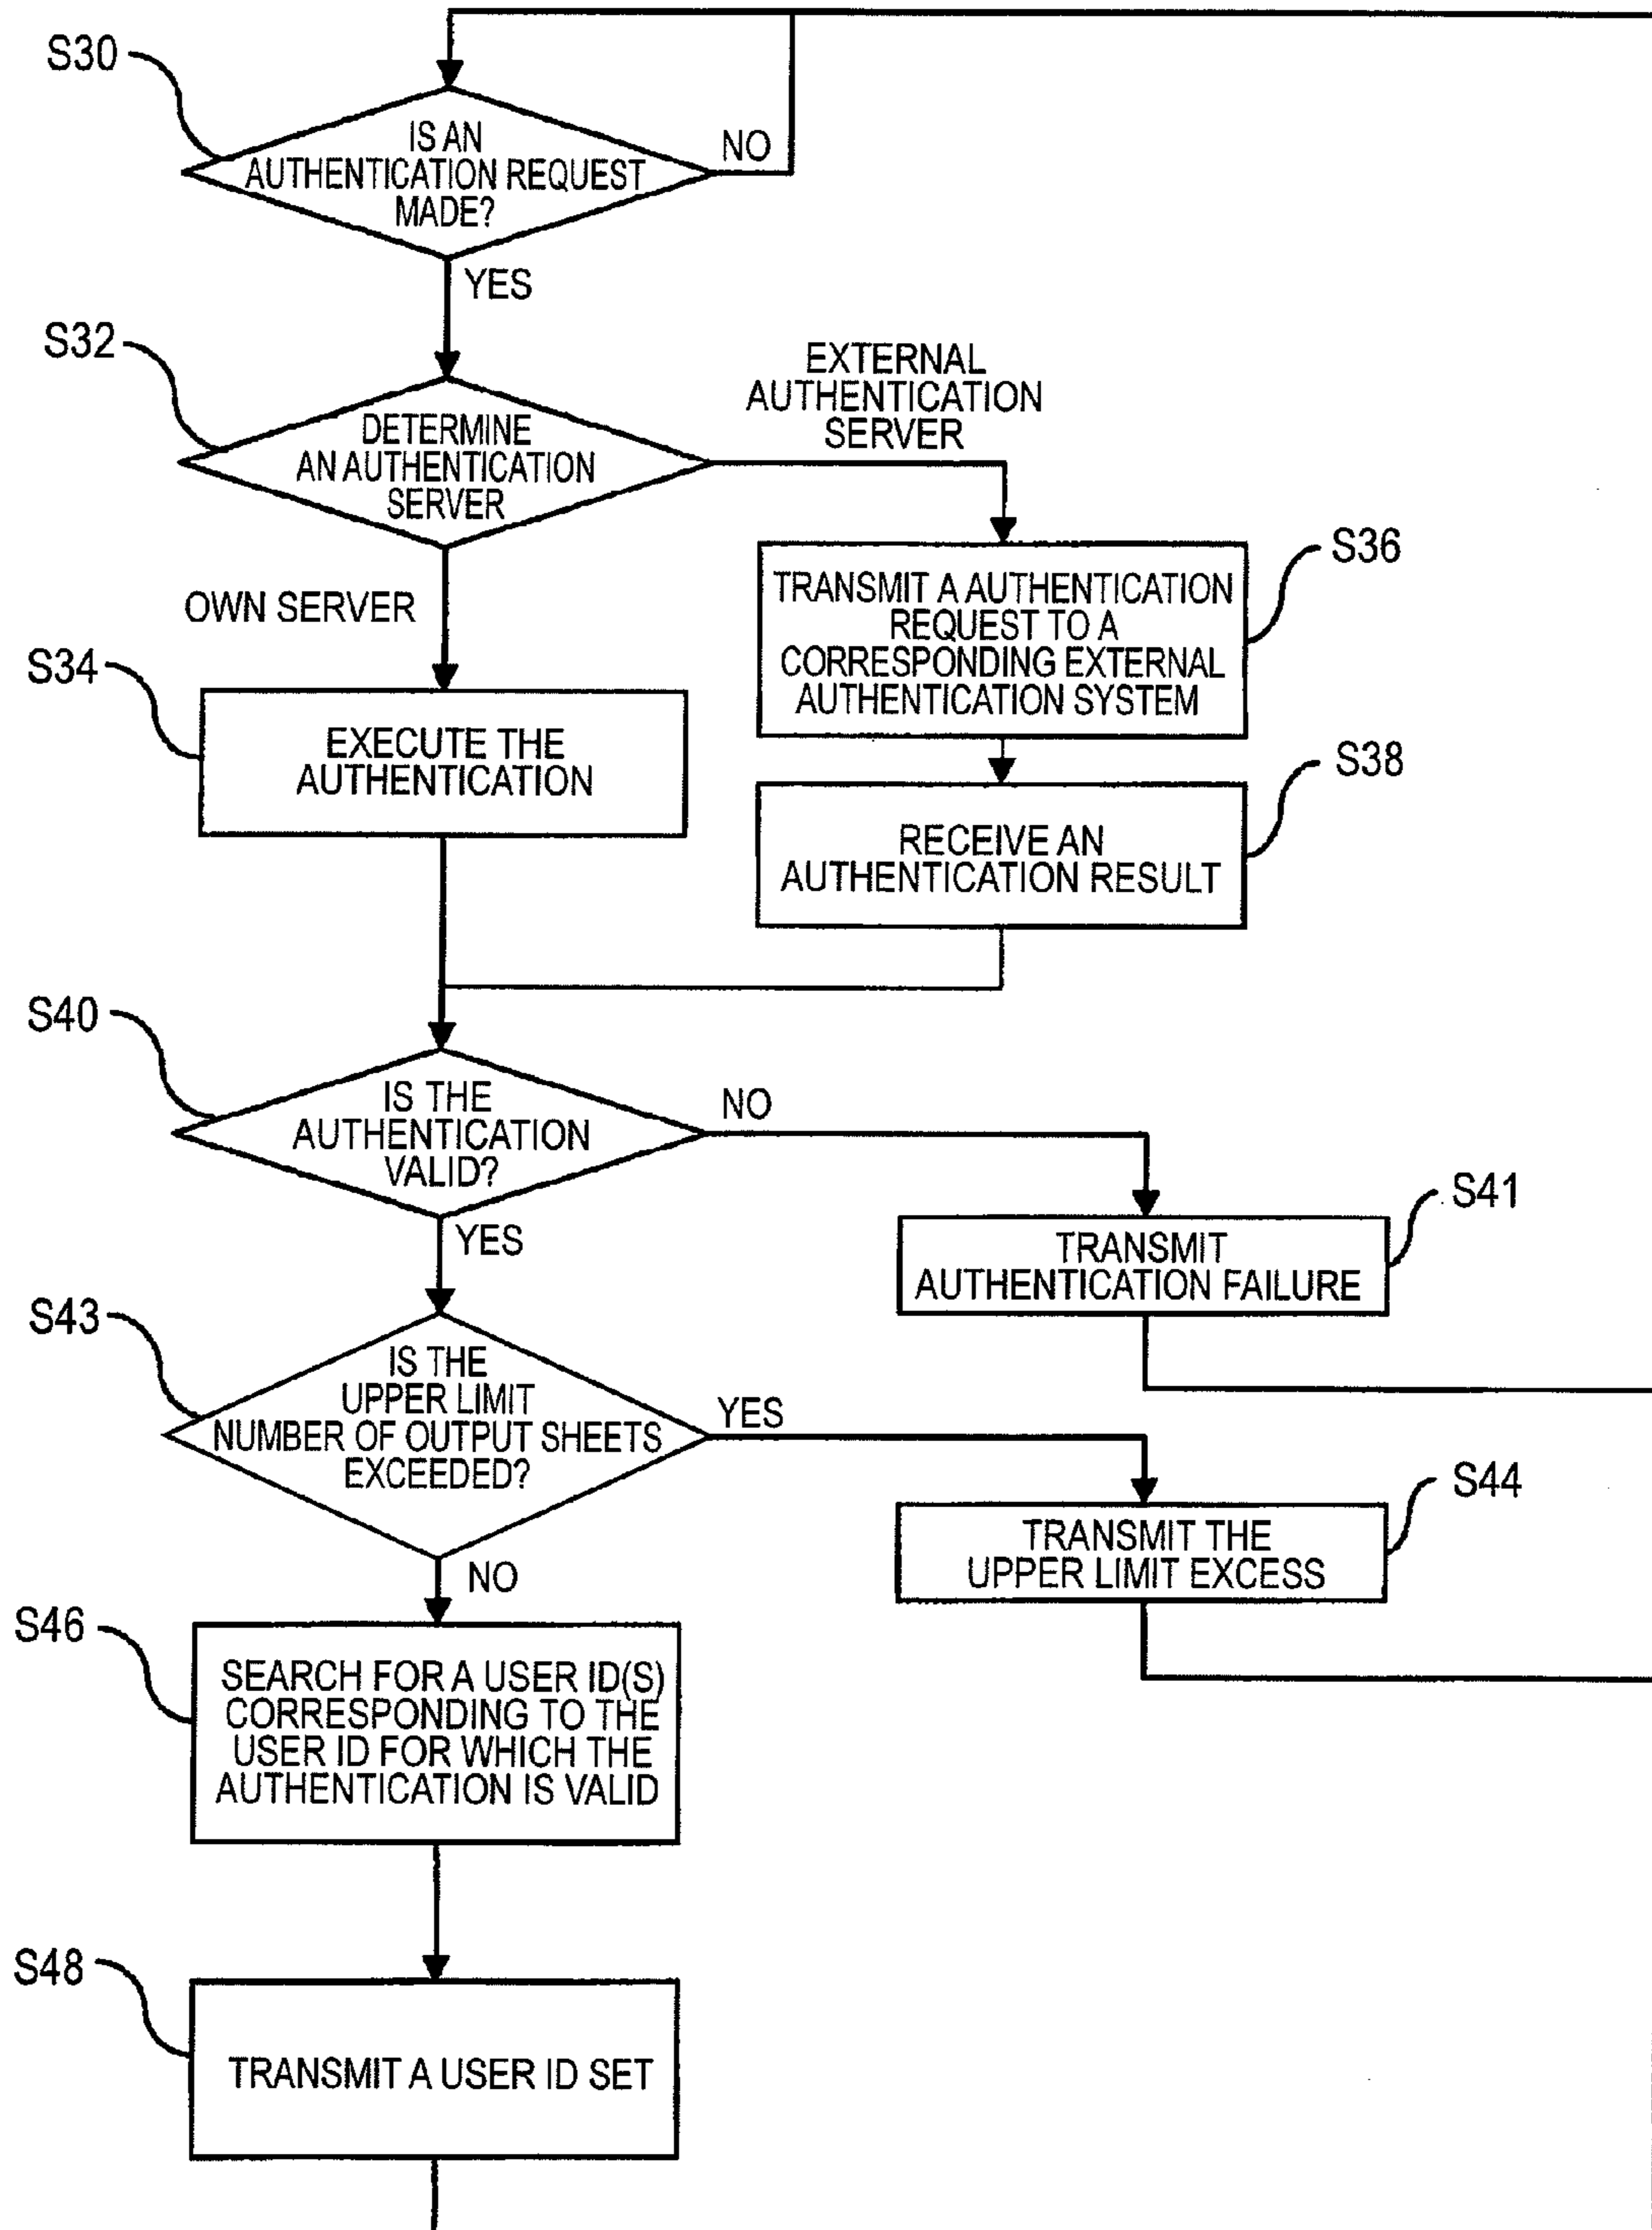 S30
IS AN
AUTHENTICATION REQUEST
MADE?
NO
YES
S32
DETERMINE
AN AUTHENTICATION
SERVER
EXTERNAL
AUTHENTICATION
SERVER
OWN SERVER
S36
TRANSMIT A AUTHENTICATION
REQUEST TO A
CORRESPONDING EXTERNAL
AUTHENTICATION SYSTEM
S34
EXECUTE THE
AUTHENTICATION
S38
RECEIVE AN
AUTHENTICATION RESULT
S40
IS THE
AUTHENTICATION
VALID?
NO
YES
S41
TRANSMIT
AUTHENTICATION FAILURE
S43
IS THE
UPPER LIMIT
NUMBER OF OUTPUT SHEETS
EXCEEDED?
YES
NO
S44
TRANSMIT THE
UPPER LIMIT EXCESS
S46
SEARCH FOR A USER ID(S)
CORRESPONDING TO THE
USER ID FOR WHICH THE
AUTHENTICATION IS VALID
S48
TRANSMIT A USER ID SET